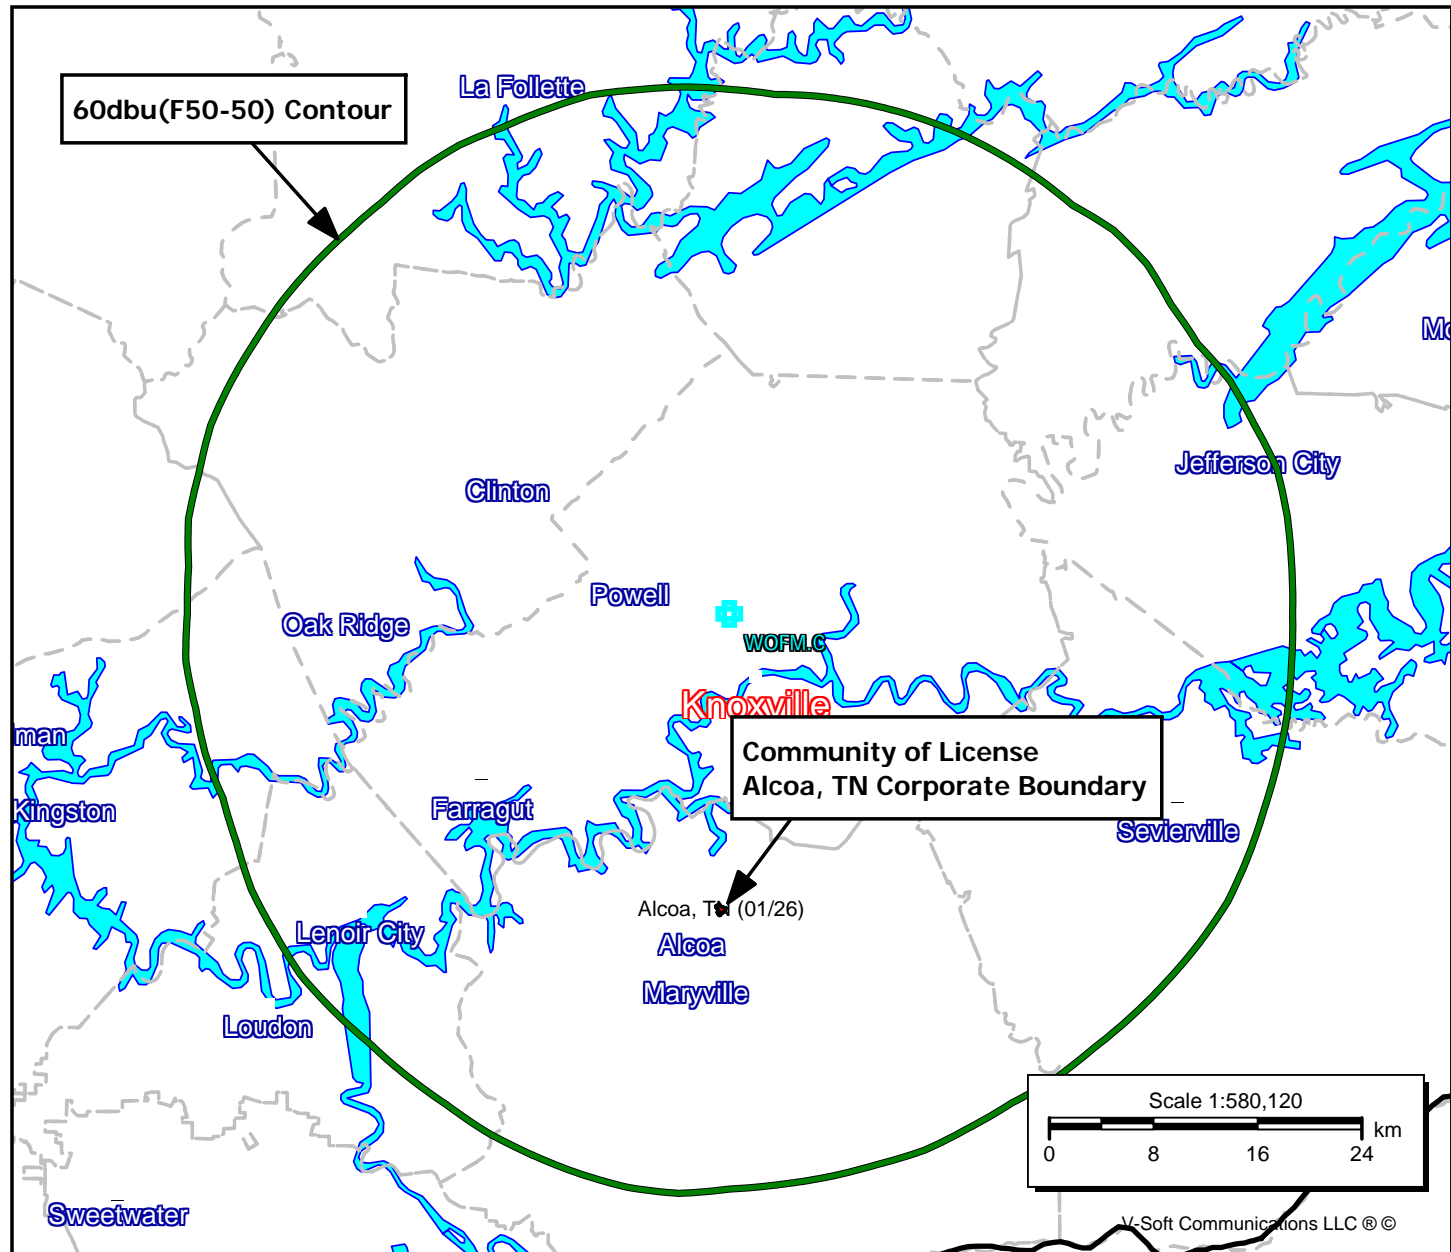 La Follette
60dbu(F50-50) Contour
Mo
Jefferson City
Clinton
Powell
Oak Ridge
WOFM.C
Knoxville
man
Community of License
Alcoa, TN Corporate Boundary
Kingston
Farragut
Sevierville
Alcoa, TN (01/26)
Lenoir City
Alcoa
Maryville
Loudon
Scale 1:580,120
km
0 8 16 24
Sweetwater
V-Soft Communications LLC ® ©